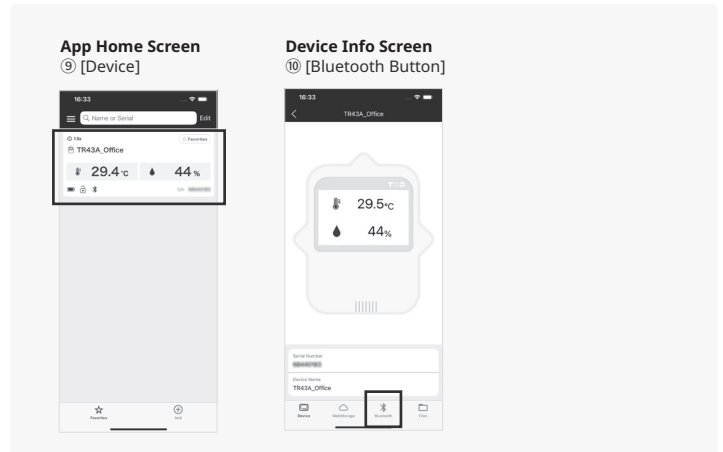 App Home Screen
⑨ [Device]
16:33
Name or Serial
Edit
Favorites
TR43A_Office
29.4 °C
44 %
Favorites
Add
Device Info Screen
⑩ [Bluetooth Button]
16:33
TR43A_Office
29.5 °C
44%
Serial Number
Device Name
TR43A_Office
Device
WebStorage
Bluetooth
Files